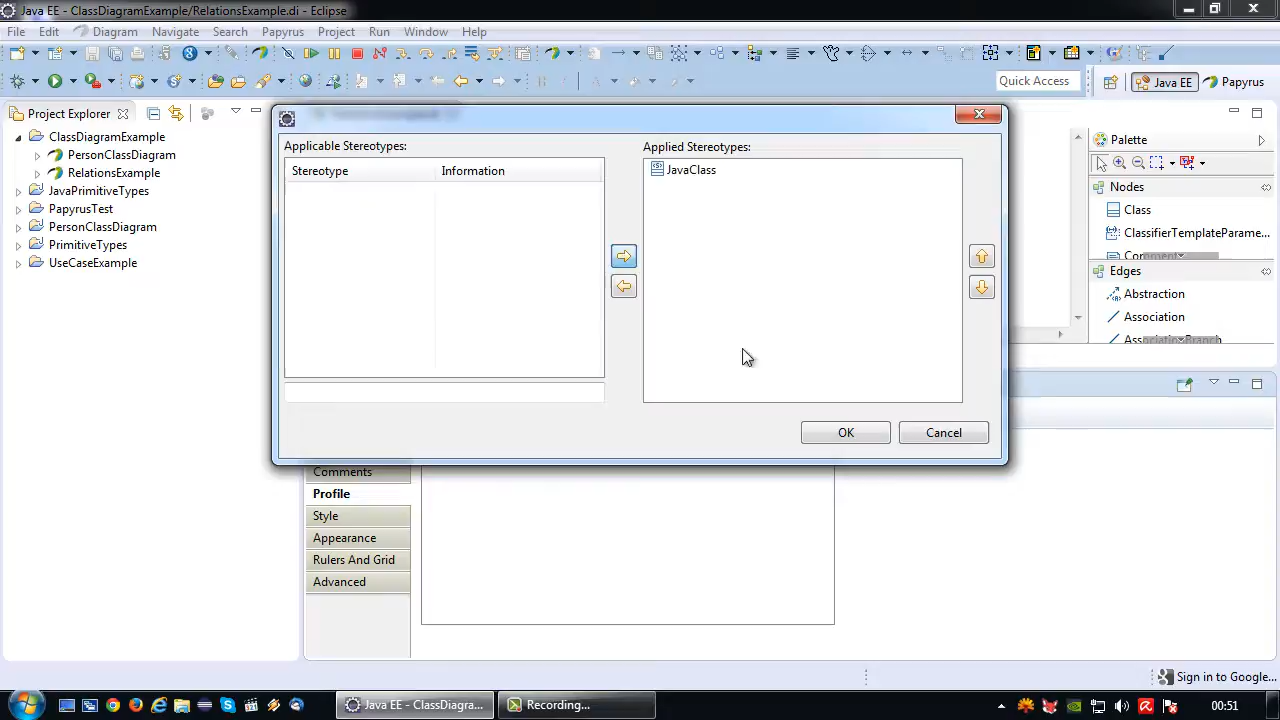 Java EE - ClassDiagramExample/RelationsExample.di - Eclipse
File Edit Diagram Navigate Search Papyrus Project Run Window Help
Quick Access
Java EE
Papyrus
Project Explorer
ClassDiagramExample
PersonClassDiagram
RelationsExample
JavaPrimitiveTypes
PapyrusTest
PersonClassDiagram
PrimitiveTypes
UseCaseExample
Applicable Stereotypes:
Stereotype Information
Applied Stereotypes:
JavaClass
OK Cancel
Palette
Nodes
Class
ClassifierTemplateParame...
Comment
Edges
Abstraction
Association
AssociationBranch
Comments
Profile
Style
Appearance
Rulers And Grid
Advanced
Sign in to Google...
Java EE - ClassDiagra...
Recording...
00:51